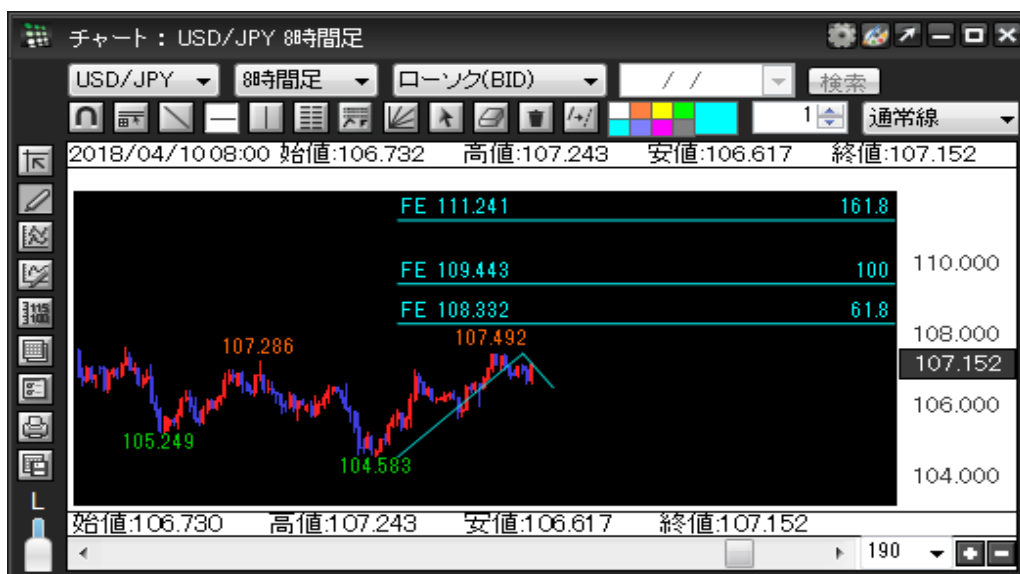 チャート : USD/JPY 8時間足
USD/JPY 8時間足 ローソク(BID) / / 検索
1 通常線
2018/04/10 08:00 始値:106.732 高値:107.243 安値:106.617 終値:107.152
FE 111.241 161.8
FE 109.443 100
110.000
FE 108.332 61.8
107.286 107.492
108.000
107.152
106.000
105.249
104.583
104.000
L
始値:106.730 高値:107.243 安値:106.617 終値:107.152
190